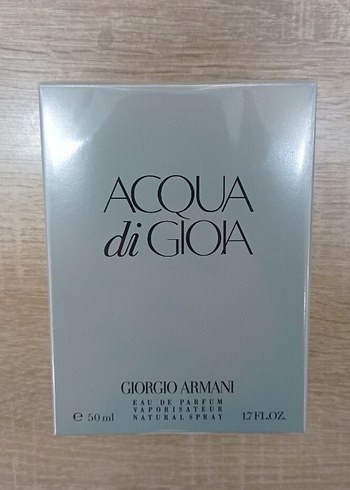 ACQUA
di GIOIA
GIORGIO ARMANI
EAU DE PARFUM
VAPORISATEUR
℮ 50 ml NATURAL SPRAY 1.7 FL.OZ.